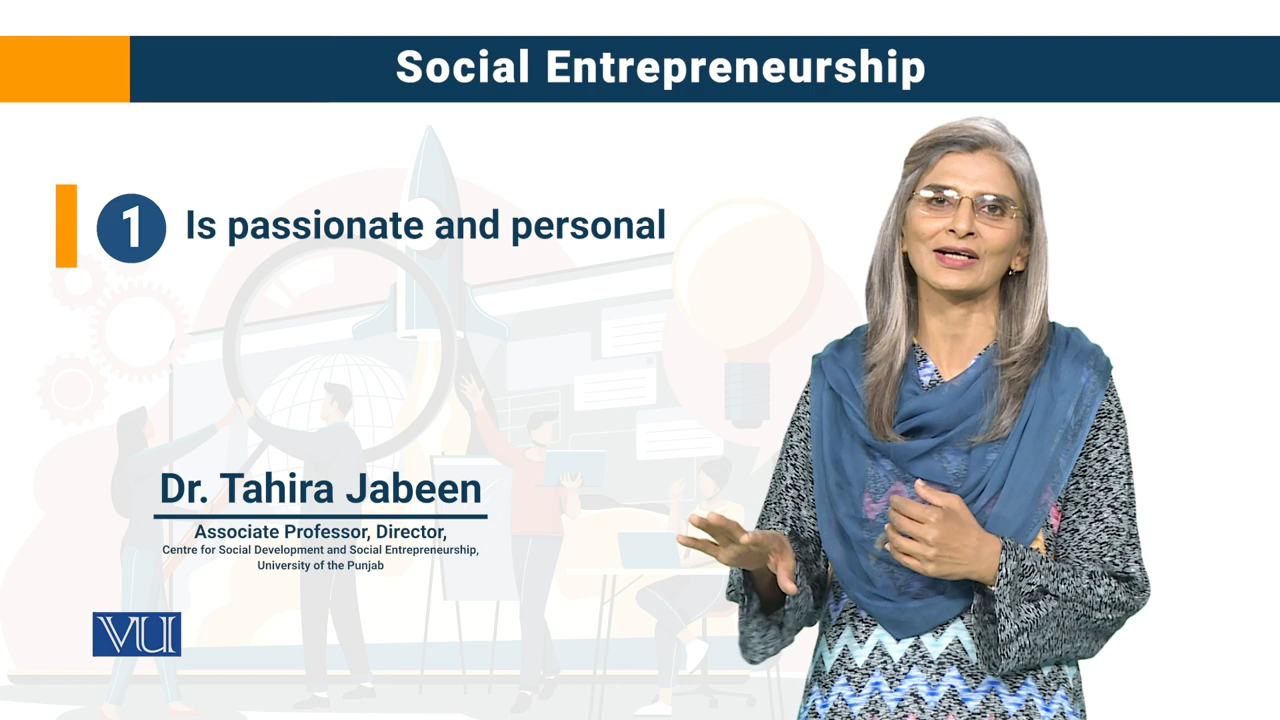 Social Entrepreneurship
1 Is passionate and personal
Dr. Tahira Jabeen
Associate Professor, Director,
Centre for Social Development and Social Entrepreneurship,
University of the Punjab
VU